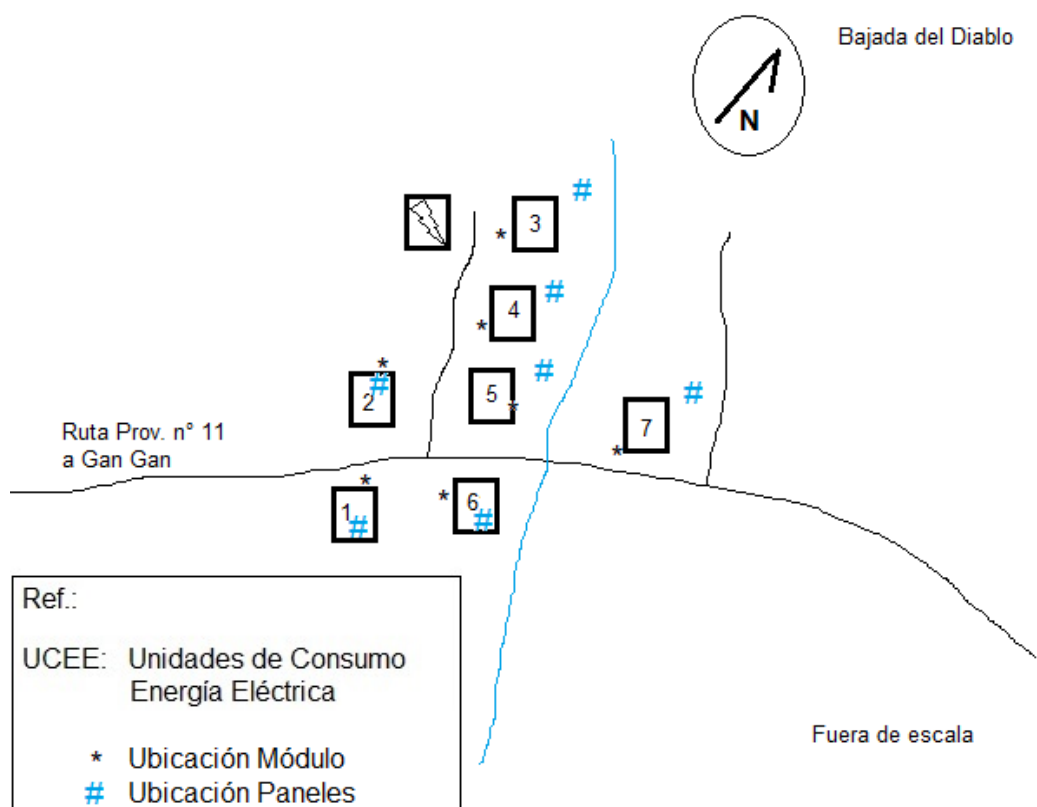 Bajada del Diablo
N
#
3
*
4
#
*
*
#
2
#
5
*
#
7
*
Ruta Prov. n° 11
a Gan Gan
*
1
#
*
6
#
Ref.:
UCEE: Unidades de Consumo
Energía Eléctrica
* Ubicación Módulo
# Ubicación Paneles
Fuera de escala